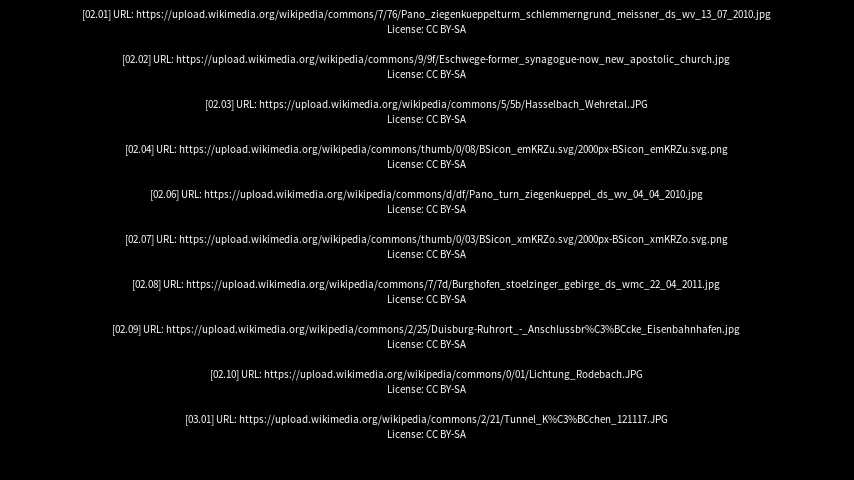 [02.01] URL: https://upload.wikimedia.org/wikipedia/commons/7/76/Pano_ziegenkueppelturm_schlemmerngrund_meissner_ds_wv_13_07_2010.jpg
License: CC BY-SA
[02.02] URL: https://upload.wikimedia.org/wikipedia/commons/9/9f/Eschwege-former_synagogue-now_new_apostolic_church.jpg
License: CC BY-SA
[02.03] URL: https://upload.wikimedia.org/wikipedia/commons/5/5b/Hasselbach_Wehretal.JPG
License: CC BY-SA
[02.04] URL: https://upload.wikimedia.org/wikipedia/commons/thumb/0/08/BSicon_emKRZu.svg/2000px-BSicon_emKRZu.svg.png
License: CC BY-SA
[02.06] URL: https://upload.wikimedia.org/wikipedia/commons/d/df/Pano_turn_ziegenkueppel_ds_wv_04_04_2010.jpg
License: CC BY-SA
[02.07] URL: https://upload.wikimedia.org/wikipedia/commons/thumb/0/03/BSicon_xmKRZo.svg/2000px-BSicon_xmKRZo.svg.png
License: CC BY-SA
[02.08] URL: https://upload.wikimedia.org/wikipedia/commons/7/7d/Burghofen_stoelzinger_gebirge_ds_wmc_22_04_2011.jpg
License: CC BY-SA
[02.09] URL: https://upload.wikimedia.org/wikipedia/commons/2/25/Duisburg-Ruhrort_-_Anschlussbr%C3%BCcke_Eisenbahnhafen.jpg
License: CC BY-SA
[02.10] URL: https://upload.wikimedia.org/wikipedia/commons/0/01/Lichtung_Rodebach.JPG
License: CC BY-SA
[03.01] URL: https://upload.wikimedia.org/wikipedia/commons/2/21/Tunnel_K%C3%BCchen_121117.JPG
License: CC BY-SA